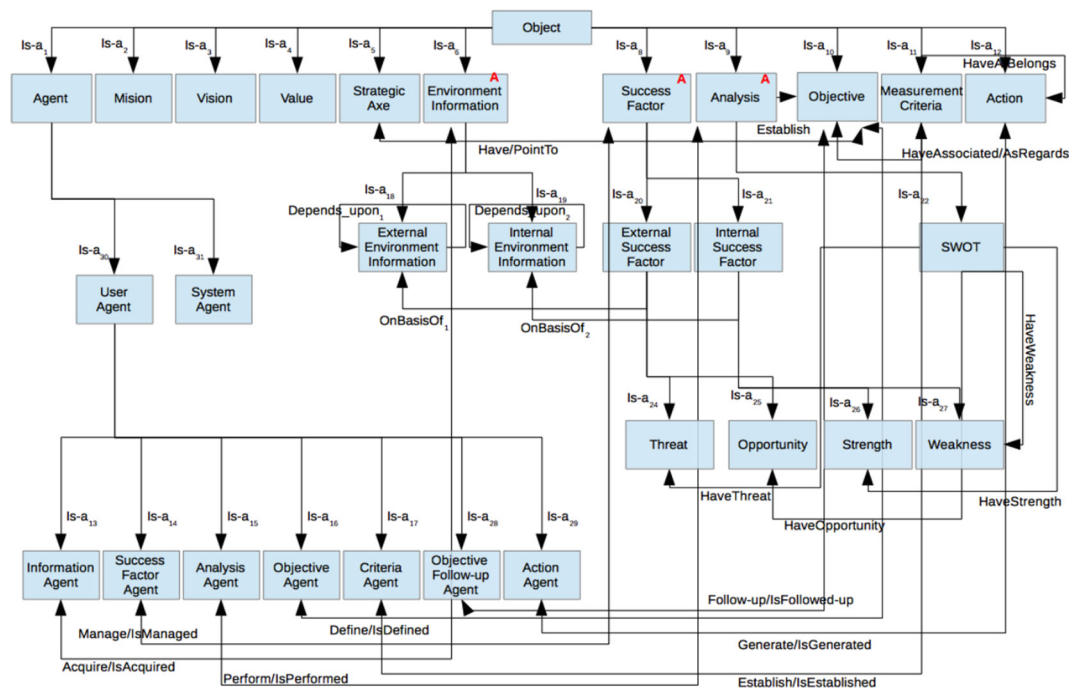 Object
Is-a1
Is-a2
Is-a3
Is-a4
Is-a5
Is-a6
Is-a8
Is-a9
Is-a10
Is-a11
Is-a12
HaveA/Belongs
Agent
Mision
Vision
Value
Strategic
Axe
Environment
Information
A
Success
Factor
A
Analysis
A
Objective
Measurement
Criteria
Action
Establish
Have/PointTo
HaveAssociated/AsRegards
Is-a18
Is-a19
Is-a20
Is-a21
Is-a22
Depends_upon1
Depends_upon2
External
Environment
Information
Internal
Environment
Information
External
Success
Factor
Internal
Success
Factor
SWOT
Is-a30
Is-a31
User
Agent
System
Agent
OnBasisOf1
OnBasisOf2
HaveWeakness
Is-a24
Is-a25
Is-a26
Is-a27
Threat
Opportunity
Strength
Weakness
HaveThreat
HaveStrength
HaveOpportunity
Is-a13
Is-a14
Is-a15
Is-a16
Is-a17
Is-a28
Is-a29
Information
Agent
Success
Factor
Agent
Analysis
Agent
Objective
Agent
Criteria
Agent
Objective
Follow-up
Agent
Action
Agent
Follow-up/IsFollowed-up
Manage/IsManaged
Define/IsDefined
Generate/IsGenerated
Acquire/IsAcquired
Perform/IsPerformed
Establish/IsEstablished